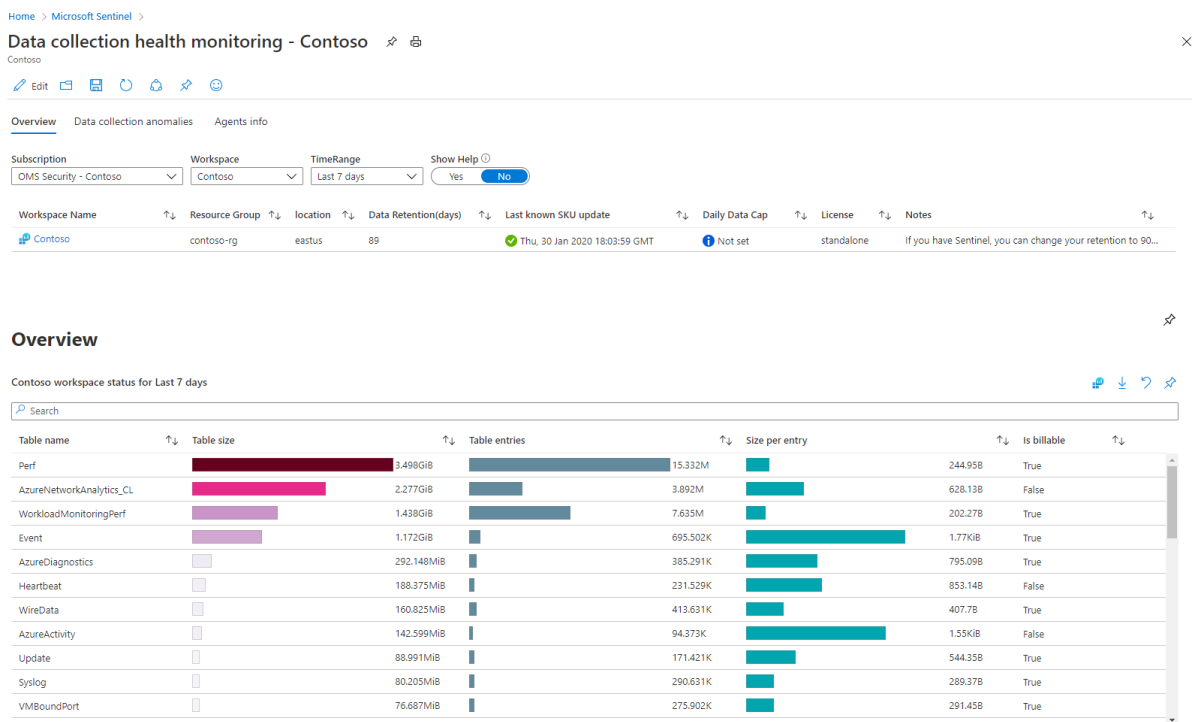 Home > Microsoft Sentinel >
Data collection health monitoring - Contoso
Contoso
Edit
Overview Data collection anomalies Agents info
Subscription Workspace TimeRange Show Help
OMS Security - Contoso Contoso Last 7 days Yes No
Workspace Name Resource Group location Data Retention(days) Last known SKU update Daily Data Cap License Notes
Contoso contoso-rg eastus 89 Thu, 30 Jan 2020 18:03:59 GMT Not set standalone If you have Sentinel, you can change your retention to 90...
Overview
Contoso workspace status for Last 7 days
Search
Table name Table size Table entries Size per entry Is billable
Perf 3.498GiB 15.332M 244.95B True
AzureNetworkAnalytics_CL 2.277GiB 3.892M 628.13B False
WorkloadMonitoringPerf 1.438GiB 7.635M 202.27B True
Event 1.172GiB 695.502K 1.77KiB True
AzureDiagnostics 292.148MiB 385.291K 795.09B True
Heartbeat 188.375MiB 231.529K 853.14B False
WireData 160.825MiB 413.631K 407.7B True
AzureActivity 142.599MiB 94.373K 1.55KiB False
Update 88.991MiB 171.421K 544.35B True
Syslog 80.205MiB 290.631K 289.37B True
VMBoundPort 76.687MiB 275.902K 291.45B True